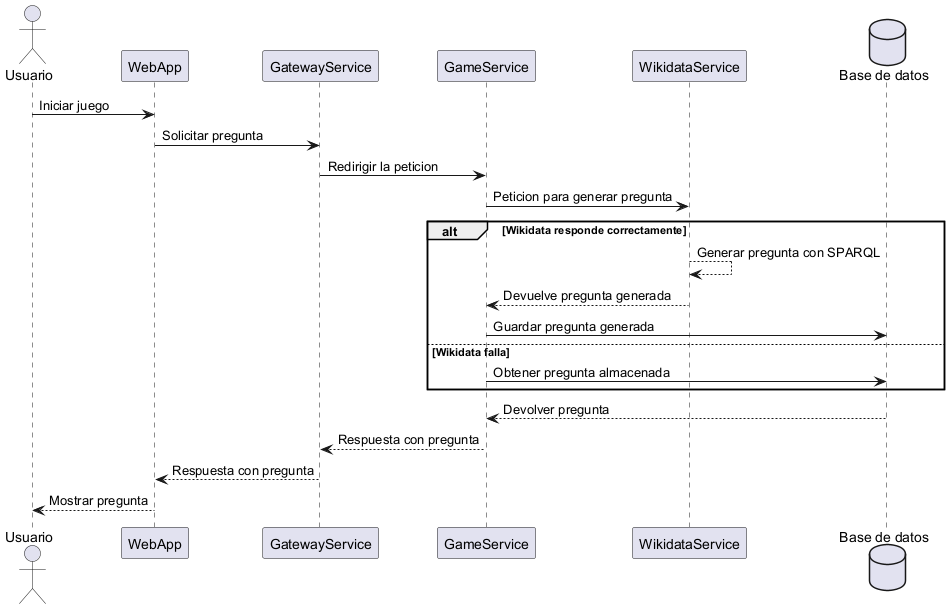 Usuario
WebApp
GatewayService
GameService
WikidataService
Base de datos
Iniciar juego
Solicitar pregunta
Redirigir la peticion
Peticion para generar pregunta
alt [Wikidata responde correctamente]
Generar pregunta con SPARQL
Devuelve pregunta generada
Guardar pregunta generada
[Wikidata falla]
Obtener pregunta almacenada
Devolver pregunta
Respuesta con pregunta
Respuesta con pregunta
Mostrar pregunta
Usuario
WebApp
GatewayService
GameService
WikidataService
Base de datos